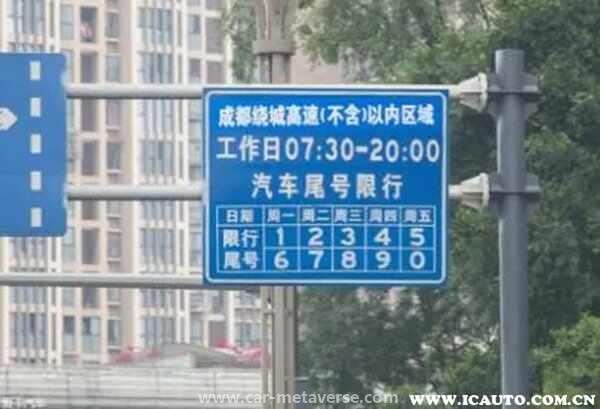 成都绕城高速(不含)以内区域
工作日07:30-20:00
汽车尾号限行
日期 周一 周二 周三 周四 周五
限行 1 2 3 4 5
尾号 6 7 8 9 0
www.car-metaverse.com
WWW.ICAUTO.COM.CN